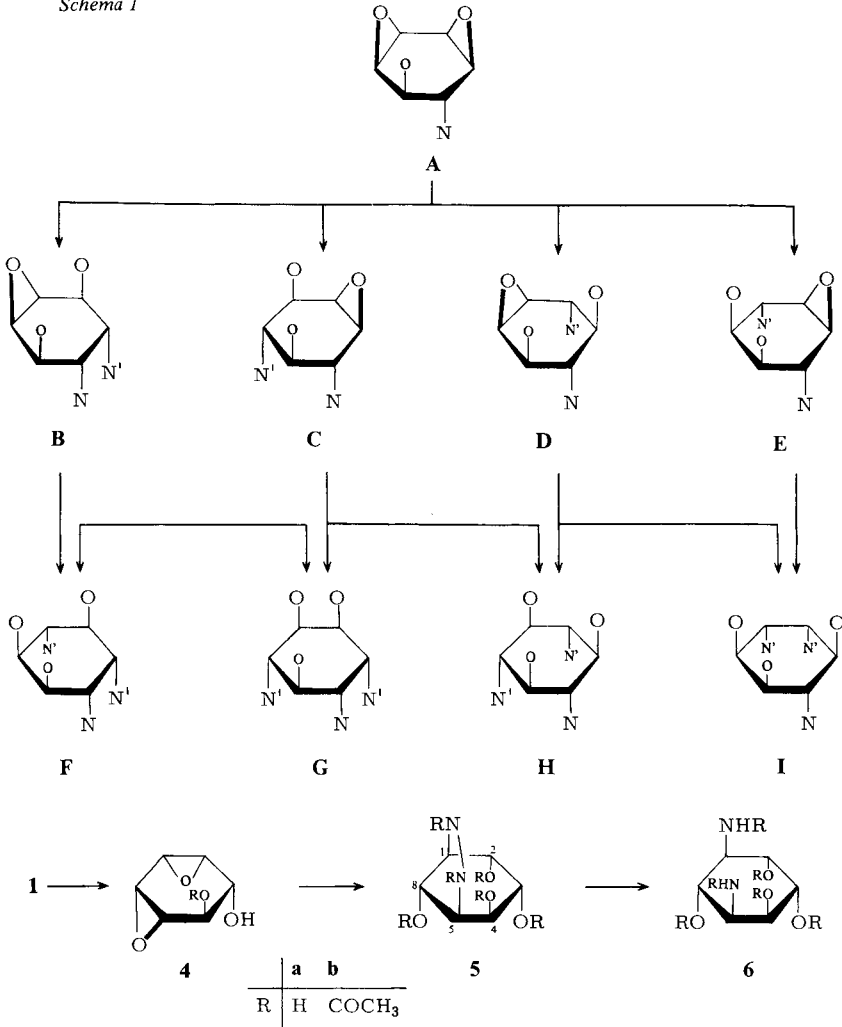 Schema 1
O O
O
N
A
O O O O O O O O
O O N' N' O O
N' N' N N
N N
B C D E
O O O O O O O O
N' N' N' N'
O O O O
N' N' N' N' N N
N N
F G H I
RN NHR
1 O RO OH O 1 2 RN RO RO 8 RO OR 5 4 RHN RO RO RO OR
4 5 6
a b
R H COCH3